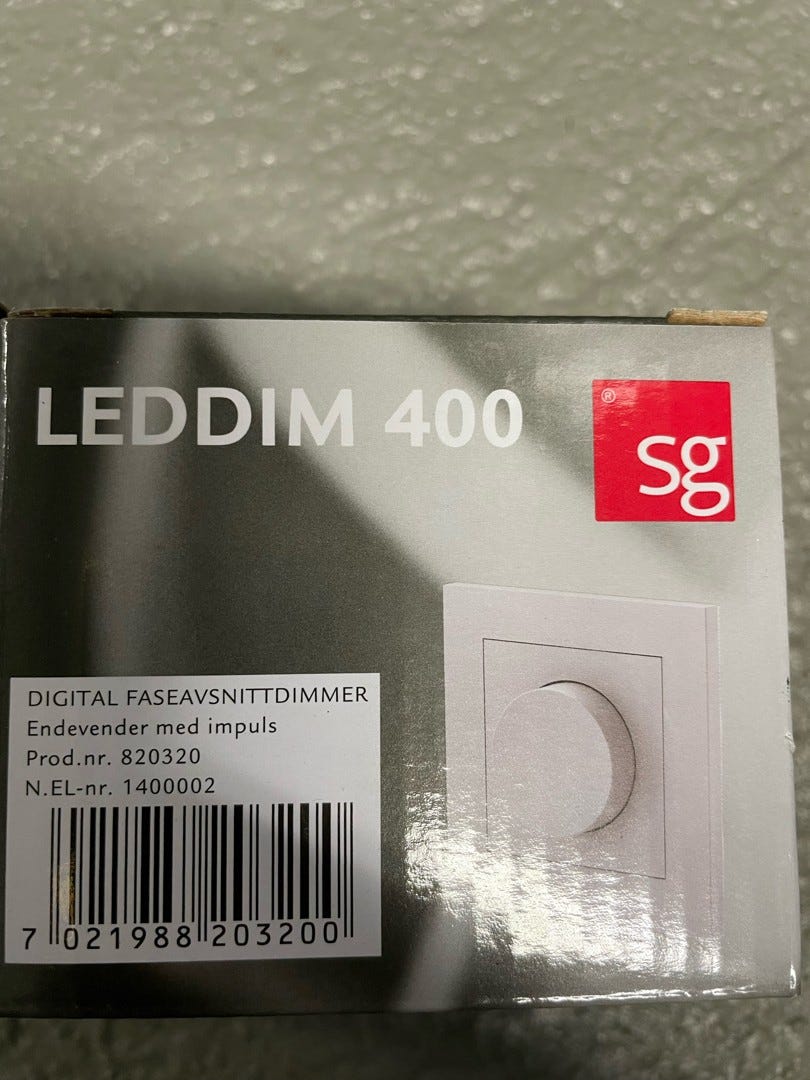 LEDDIM 400
®
sg
DIGITAL FASEAVSNITTDIMMER
Endevender med impuls
Prod.nr. 820320
N.EL-nr. 1400002
7 021988 203200